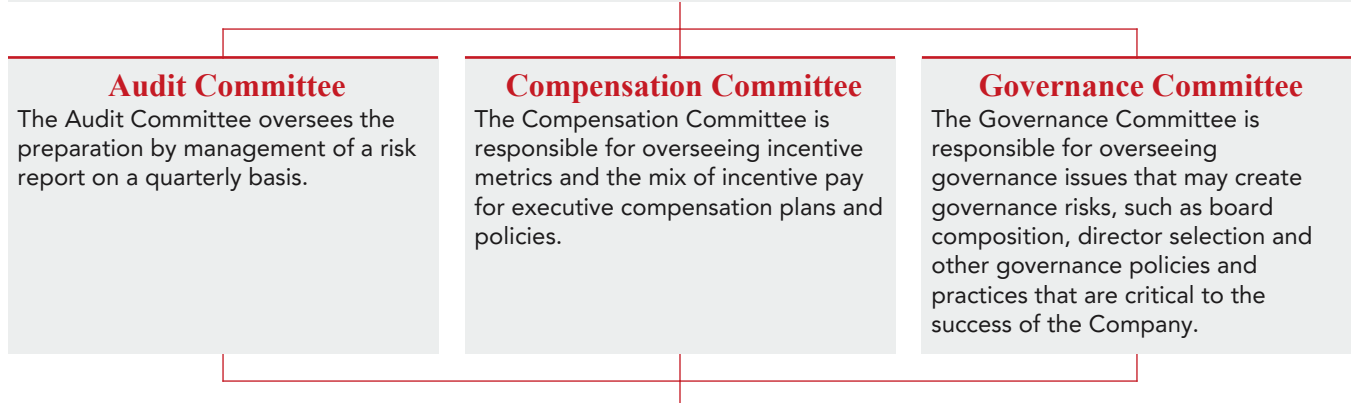 Audit Committee
The Audit Committee oversees the
preparation by management of a risk
report on a quarterly basis.
Compensation Committee
The Compensation Committee is
responsible for overseeing incentive
metrics and the mix of incentive pay
for executive compensation plans and
policies.
Governance Committee
The Governance Committee is
responsible for overseeing
governance issues that may create
governance risks, such as board
composition, director selection and
other governance policies and
practices that are critical to the
success of the Company.